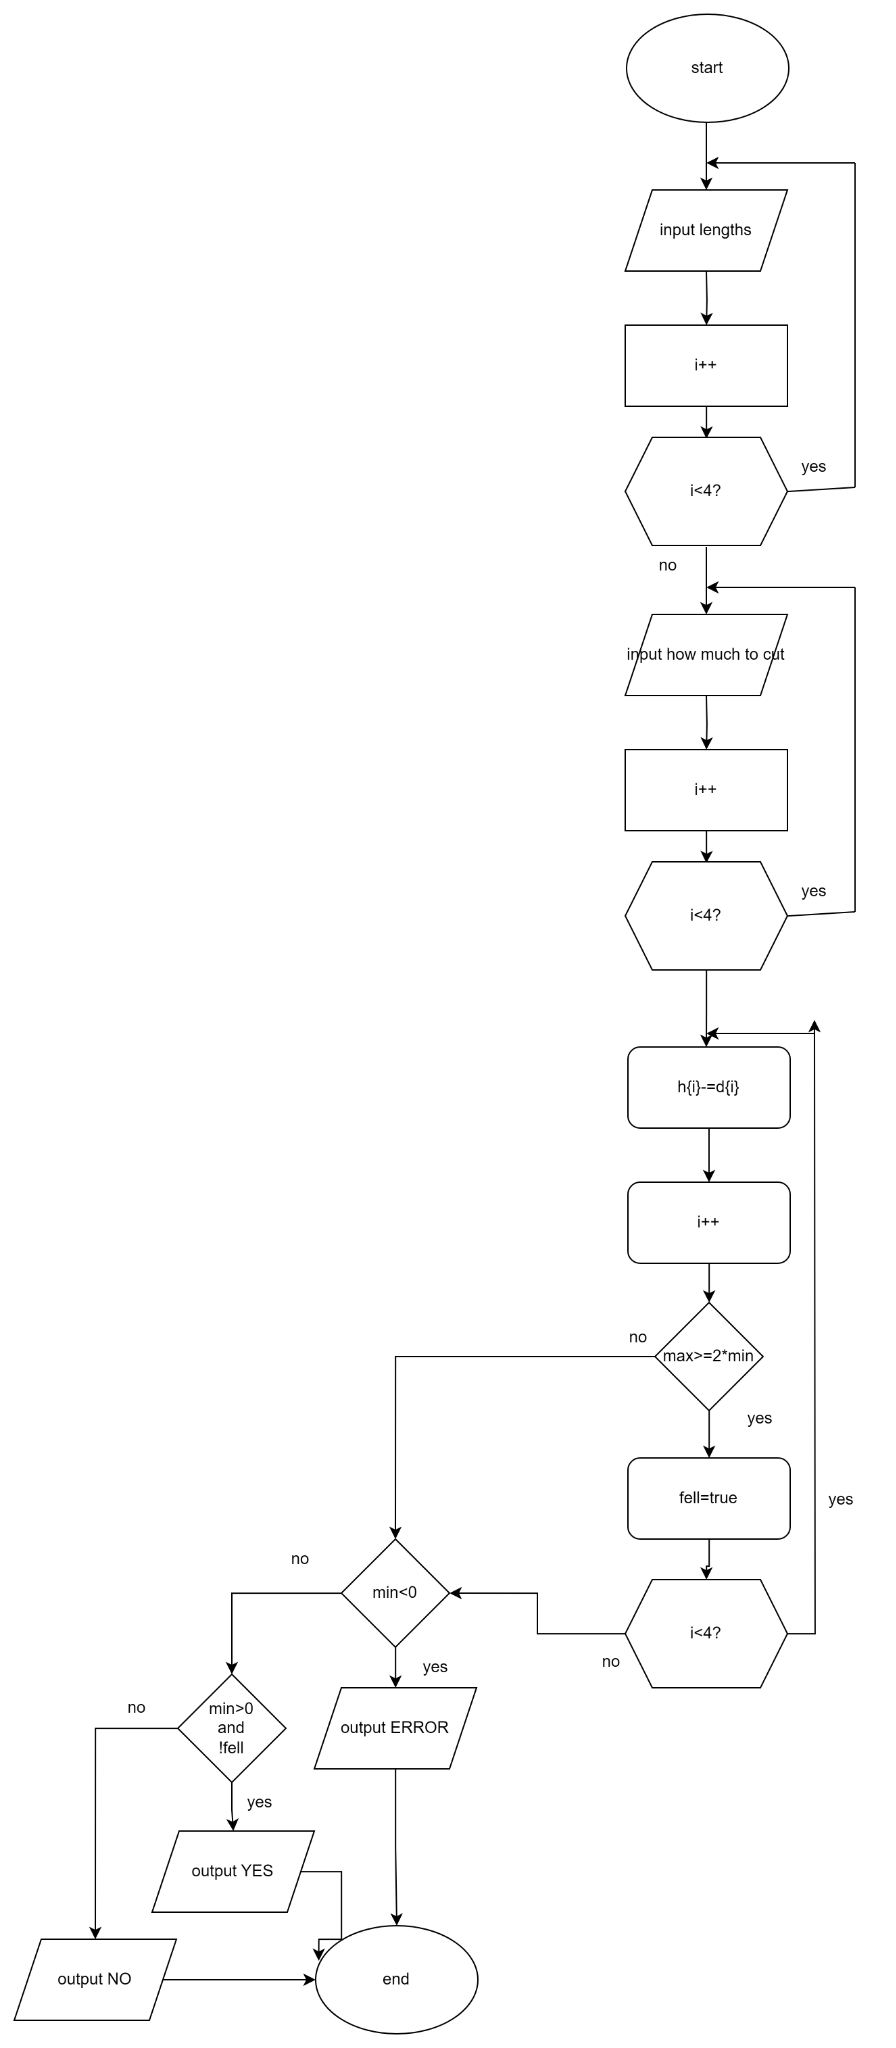 start
input lengths
i++
i<4?
yes
no
input how much to cut
i++
i<4?
yes
h{i}-=d{i}
i++
no
max>=2*min
yes
fell=true
yes
no
min<0
i<4?
no
yes
no
min>0
and
!fell
output ERROR
yes
output YES
output NO
end